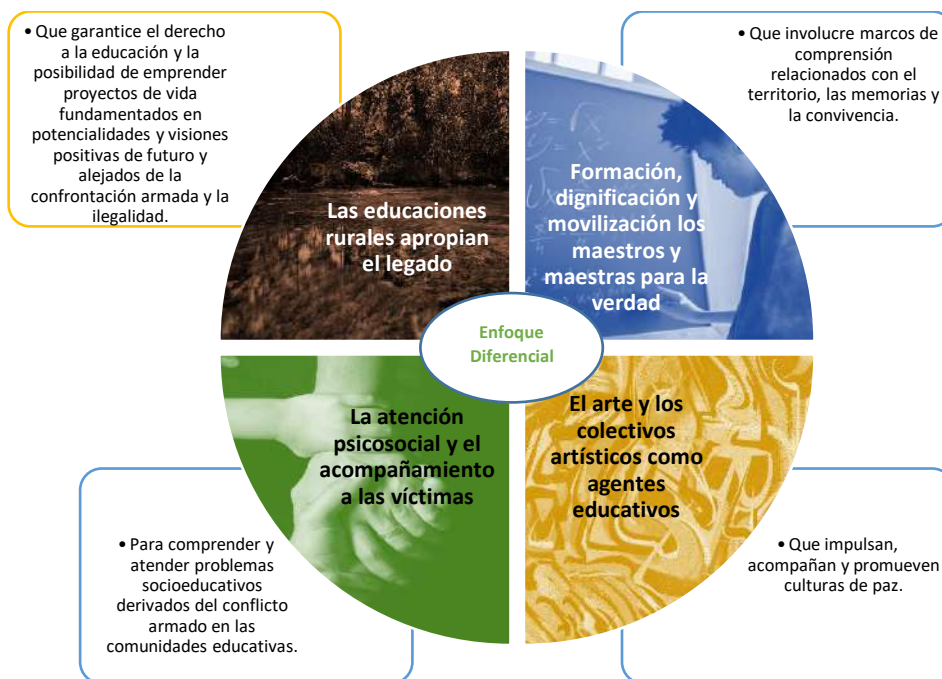 • Que garantice el derecho
a la educación y la
posibilidad de emprender
proyectos de vida
fundamentados en
potencialidades y visiones
positivas de futuro y
alejados de la
confrontación armada y la
ilegalidad.
• Que involucre marcos de
comprensión
relacionados con el
territorio, las memorias y
la convivencia.
Las educaciones
rurales apropian
el legado
Formación,
dignificación y
movilización los
maestros y
maestras para la
verdad
Enfoque
Diferencial
La atención
psicosocial y el
acompañamiento
a las víctimas
El arte y los
colectivos
artísticos como
agentes
educativos
• Para comprender y
atender problemas
socioeducativos
derivados del conflicto
armado en las
comunidades educativas.
• Que impulsan,
acompañan y promueven
culturas de paz.